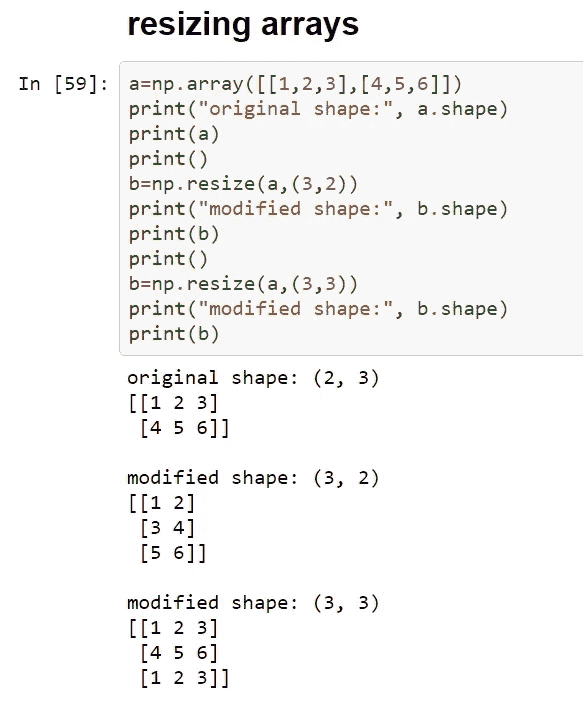 resizing arrays
In [59]: a=np.array([[1,2,3],[4,5,6]])
print("original shape:", a.shape)
print(a)
print()
b=np.resize(a,(3,2))
print("modified shape:", b.shape)
print(b)
print()
b=np.resize(a,(3,3))
print("modified shape:", b.shape)
print(b)
original shape: (2, 3)
[[1 2 3]
 [4 5 6]]
modified shape: (3, 2)
[[1 2]
 [3 4]
 [5 6]]
modified shape: (3, 3)
[[1 2 3]
 [4 5 6]
 [1 2 3]]